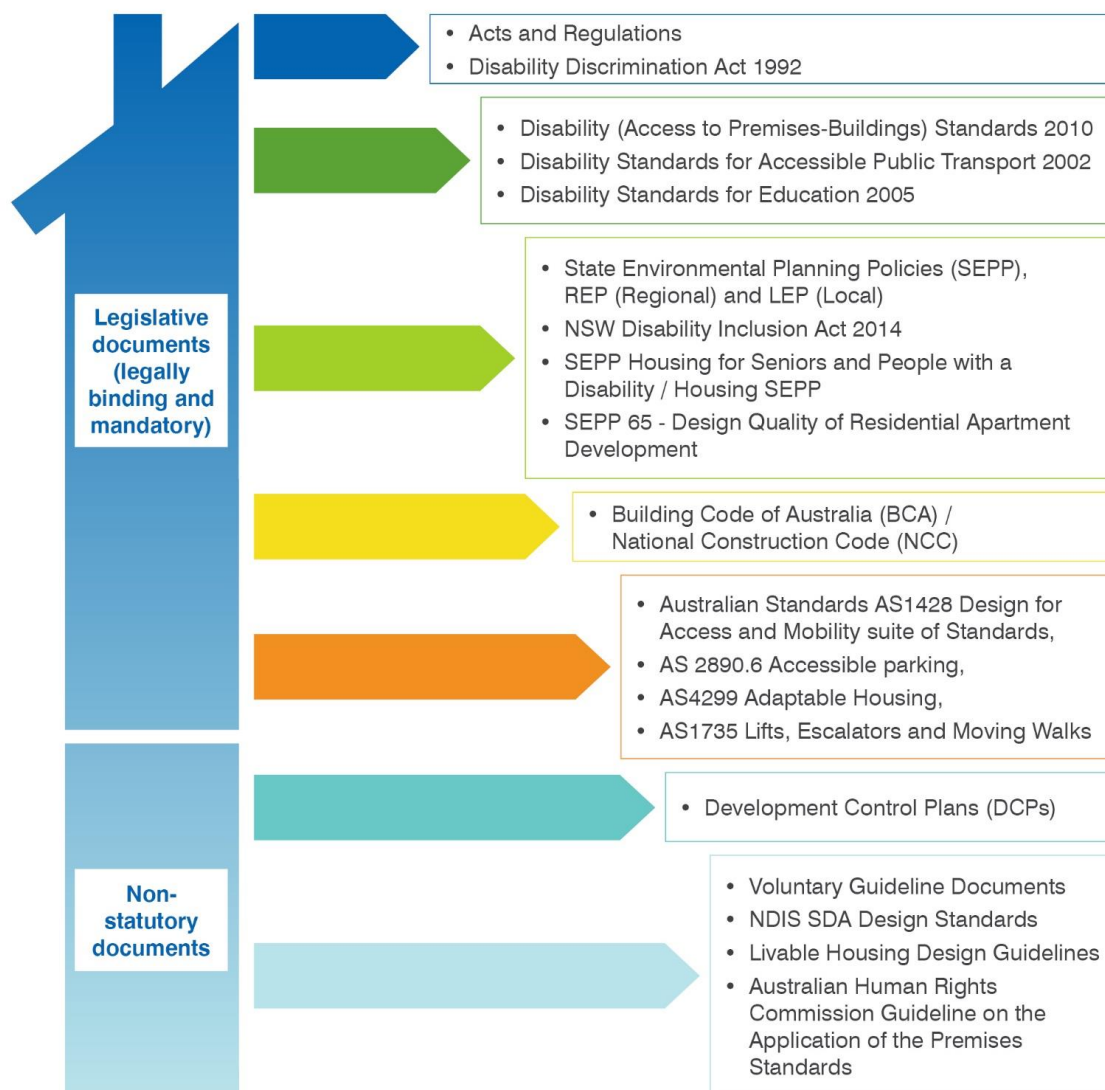 • Acts and Regulations
• Disability Discrimination Act 1992
• Disability (Access to Premises-Buildings) Standards 2010
• Disability Standards for Accessible Public Transport 2002
• Disability Standards for Education 2005
Legislative
documents
(legally
binding and
mandatory)
• State Environmental Planning Policies (SEPP),
REP (Regional) and LEP (Local)
• NSW Disability Inclusion Act 2014
• SEPP Housing for Seniors and People with a
Disability / Housing SEPP
• SEPP 65 - Design Quality of Residential Apartment
Development
• Building Code of Australia (BCA) /
National Construction Code (NCC)
• Australian Standards AS1428 Design for
Access and Mobility suite of Standards,
• AS 2890.6 Accessible parking,
• AS4299 Adaptable Housing,
• AS1735 Lifts, Escalators and Moving Walks
Non-
statutory
documents
• Development Control Plans (DCPs)
• Voluntary Guideline Documents
• NDIS SDA Design Standards
• Livable Housing Design Guidelines
• Australian Human Rights
Commission Guideline on the
Application of the Premises
Standards